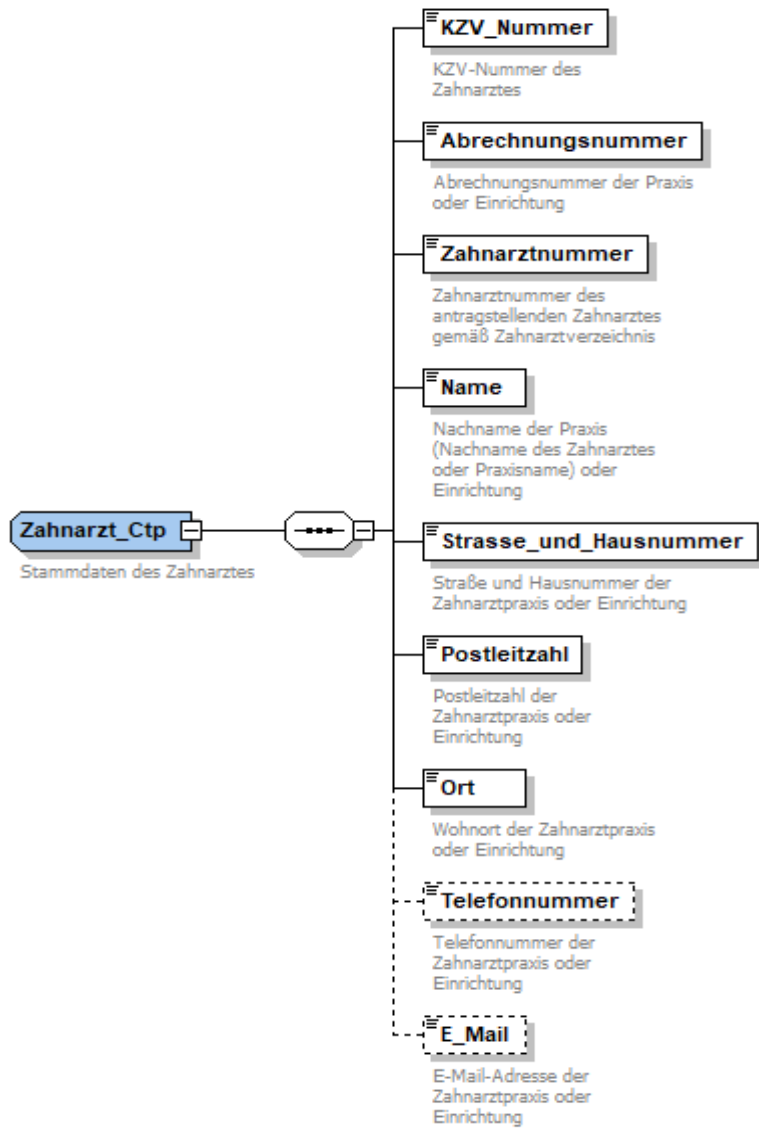 KZV_Nummer
KZV-Nummer des
Zahnarztes
Abrechnungsnummer
Abrechnungsnummer der Praxis
oder Einrichtung
Zahnarztnummer
Zahnarztnummer des
antragstellenden Zahnarztes
gemäß Zahnarztverzeichnis
Name
Nachname der Praxis
(Nachname des Zahnarztes
oder Praxisname) oder
Einrichtung
Zahnarzt_Ctp
Stammdaten des Zahnarztes
Strasse_und_Hausnummer
Straße und Hausnummer der
Zahnarztpraxis oder Einrichtung
Postleitzahl
Postleitzahl der
Zahnarztpraxis oder
Einrichtung
Ort
Wohnort der Zahnarztpraxis
oder Einrichtung
Telefonnummer
Telefonnummer der
Zahnarztpraxis oder
Einrichtung
E_Mail
E-Mail-Adresse der
Zahnarztpraxis oder
Einrichtung